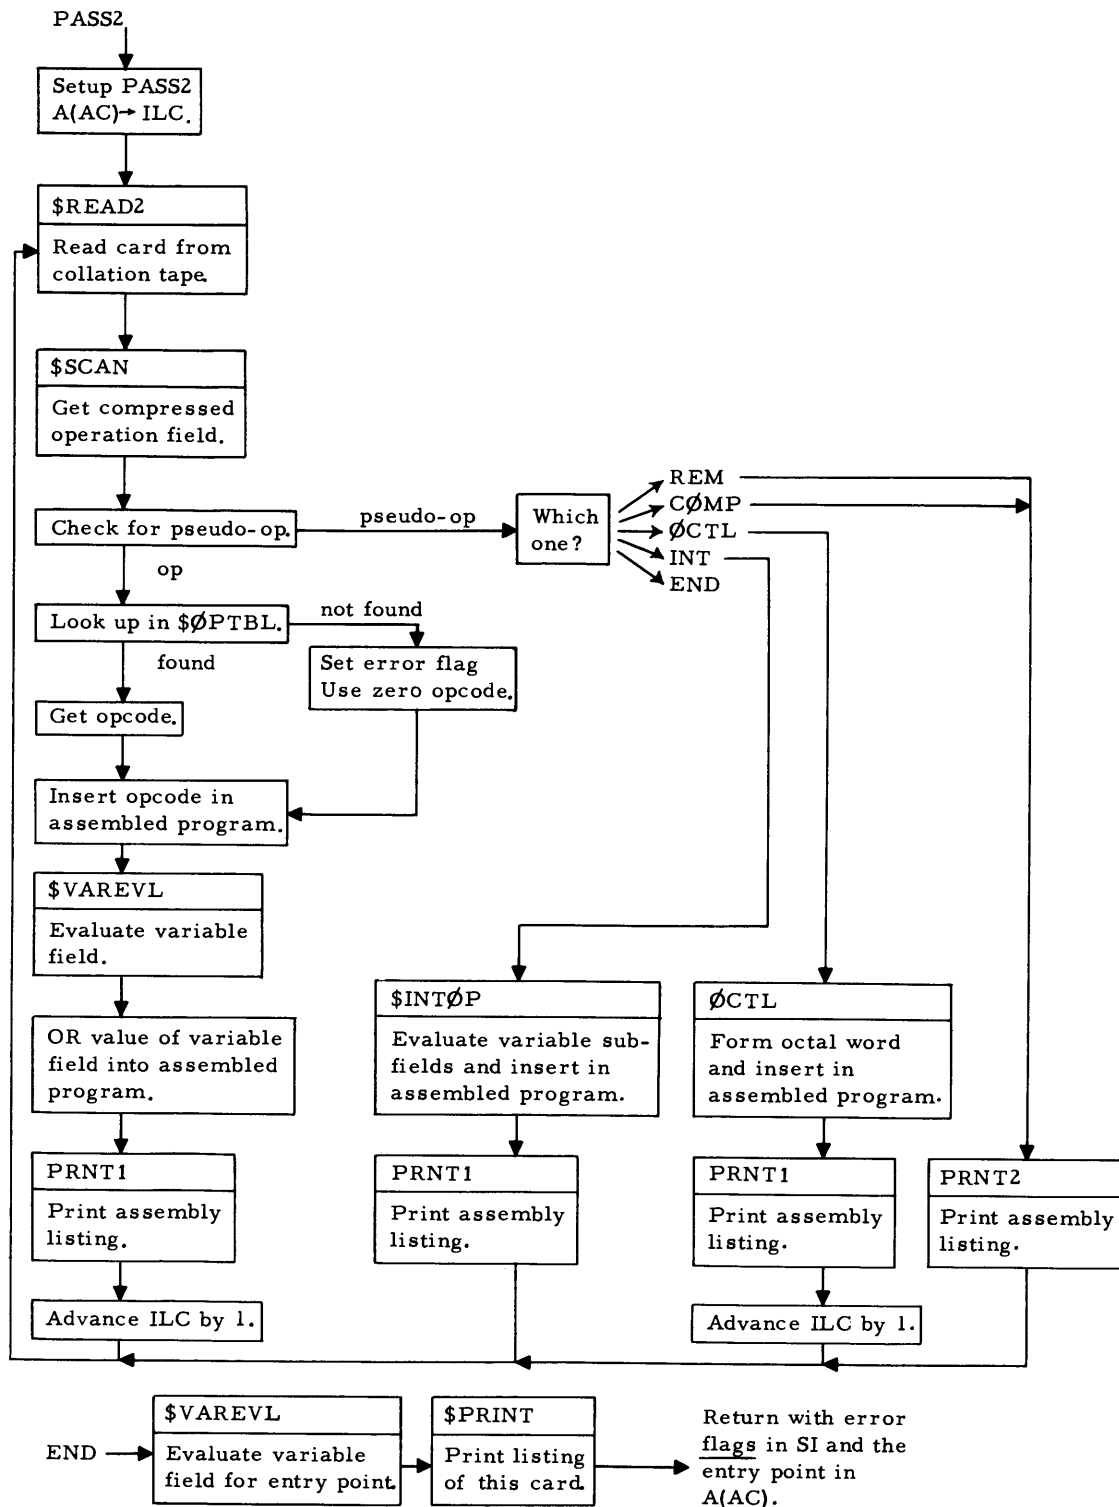 PASS2
Setup PASS2
A(AC)→ ILC.
$READ2
Read card from
collation tape.
$SCAN
Get compressed
operation field.
Check for pseudo-op.
pseudo-op
Which
one?
REM
CØMP
ØCTL
INT
END
op
Look up in $ØPTBL.
not found
found
Set error flag
Use zero opcode.
Get opcode.
Insert opcode in
assembled program.
$VAREVL
Evaluate variable
field.
OR value of variable
field into assembled
program.
PRNT1
Print assembly
listing.
Advance ILC by 1.
$INTØP
Evaluate variable sub-
fields and insert in
assembled program.
PRNT1
Print assembly
listing.
ØCTL
Form octal word
and insert in
assembled program.
PRNT1
Print assembly
listing.
Advance ILC by 1.
PRNT2
Print assembly
listing.
END
$VAREVL
Evaluate variable
field for entry point.
$PRINT
Print listing
of this card.
Return with error
flags in SI and the
entry point in
A(AC).